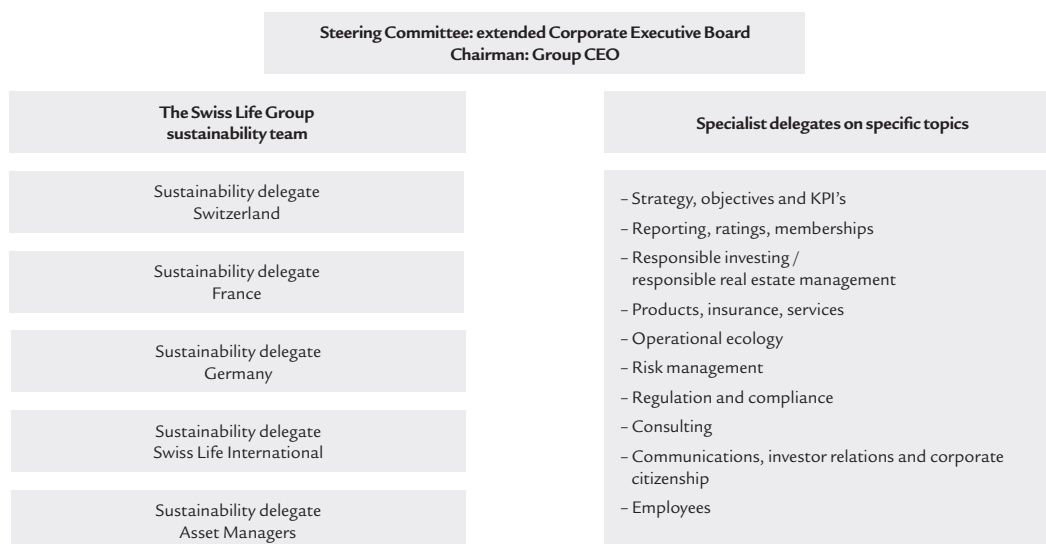 Steering Committee: extended Corporate Executive Board
Chairman: Group CEO
The Swiss Life Group
sustainability team
Sustainability delegate
Switzerland
Sustainability delegate
France
Sustainability delegate
Germany
Sustainability delegate
Swiss Life International
Sustainability delegate
Asset Managers
Specialist delegates on specific topics
– Strategy, objectives and KPI’s
– Reporting, ratings, memberships
– Responsible investing /
responsible real estate management
– Products, insurance, services
– Operational ecology
– Risk management
– Regulation and compliance
– Consulting
– Communications, investor relations and corporate
citizenship
– Employees